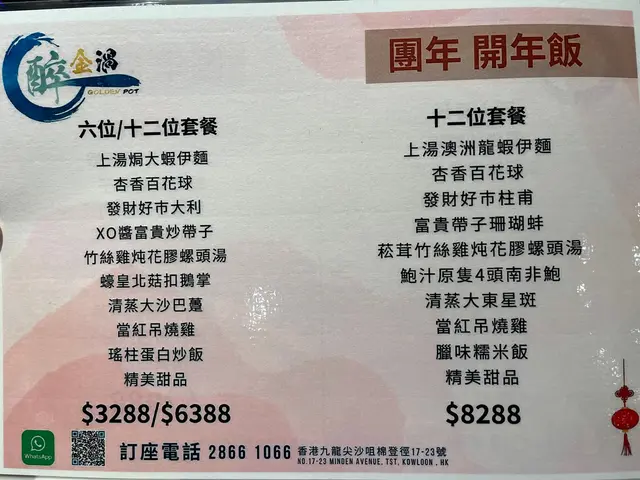 醉金渦
GOLDEN POT
團年 開年飯
六位/十二位套餐
上湯焗大蝦伊麵
杏香百花球
發財好市大利
XO醬富貴炒帶子
竹絲雞炖花膠螺頭湯
蠔皇北菇扣鵝掌
清蒸大沙巴躉
當紅吊燒雞
瑤柱蛋白炒飯
精美甜品
$3288/$6388
十二位套餐
上湯澳洲龍蝦伊麵
杏香百花球
發財好市柱甫
富貴帶子珊瑚蚌
菘茸竹絲雞炖花膠螺頭湯
鮑汁原隻4頭南非鮑
清蒸大東星斑
當紅吊燒雞
臘味糯米飯
精美甜品
$8288
WhatsApp
訂座電話 2866 1066
香港九龍尖沙咀棉登徑17-23號
NO.17-23 MINDEN AVENUE, TST, KOWLOON , HK